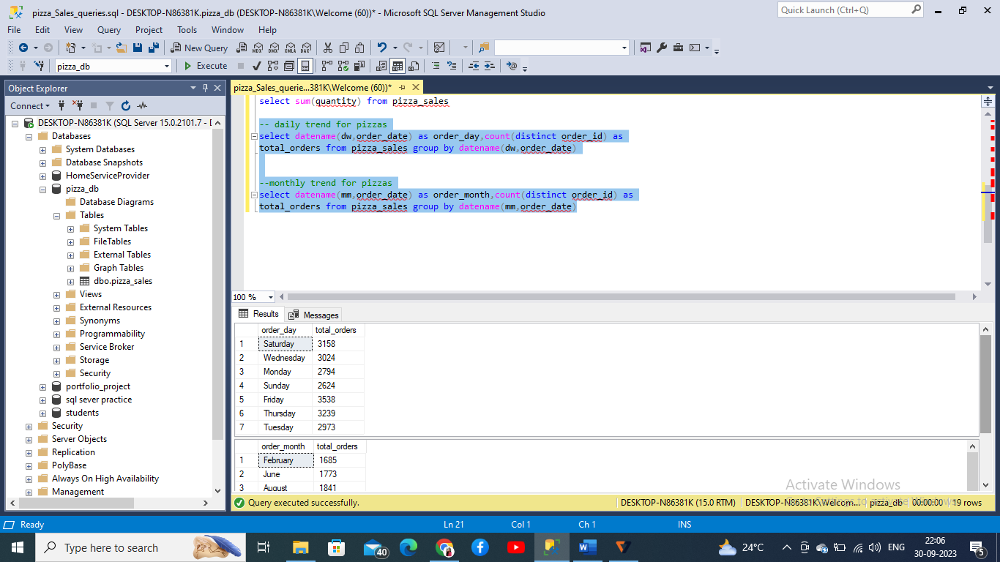 pizza_Sales_queries.sql - DESKTOP-N86381K.pizza_db (DESKTOP-N86381K\Welcome (60))* - Microsoft SQL Server Management Studio
Quick Launch (Ctrl+Q)
File Edit View Query Project Tools Window Help
New Query
MDX DMX XMLA DAX
pizza_db
Execute
Object Explorer
pizza_Sales_querie...381K\Welcome (60))*
Connect
DESKTOP-N86381K (SQL Server 15.0.2101.7 - [
Databases
System Databases
Database Snapshots
HomeServiceProvider
pizza_db
Database Diagrams
Tables
System Tables
FileTables
External Tables
Graph Tables
dbo.pizza_sales
Views
External Resources
Synonyms
Programmability
Service Broker
Storage
Security
portfolio_project
sql sever practice
students
Security
Server Objects
Replication
PolyBase
Always On High Availability
Management
select sum(quantity) from pizza_sales
-- daily trend for pizzas
select datename(dw,order_date) as order_day,count(distinct order_id) as
total_orders from pizza_sales group by datename(dw,order_date)
--monthly trend for pizzas
select datename(mm,order_date) as order_month,count(distinct order_id) as
total_orders from pizza_sales group by datename(mm,order_date)
100 %
Results Messages
order_day total_orders
1 Saturday 3158
2 Wednesday 3024
3 Monday 2794
4 Sunday 2624
5 Friday 3538
6 Thursday 3239
7 Tuesday 2973
order_month total_orders
1 February 1685
2 June 1773
3 August 1841
Activate Windows
Go to Settings to activate Windows.
Query executed successfully. DESKTOP-N86381K (15.0 RTM) DESKTOP-N86381K\Welcom... pizza_db 00:00:00 19 rows
Ready Ln 21 Col 1 Ch 1 INS
Type here to search
40
24°C
ENG
22:06
30-09-2023
5